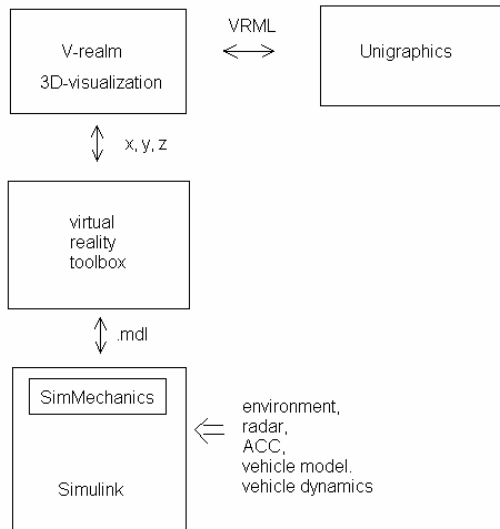 V-realm
3D-visualization
VRML
Unigraphics
x, y, z
virtual
reality
toolbox
.mdl
SimMechanics
Simulink
environment,
radar,
ACC,
vehicle model.
vehicle dynamics